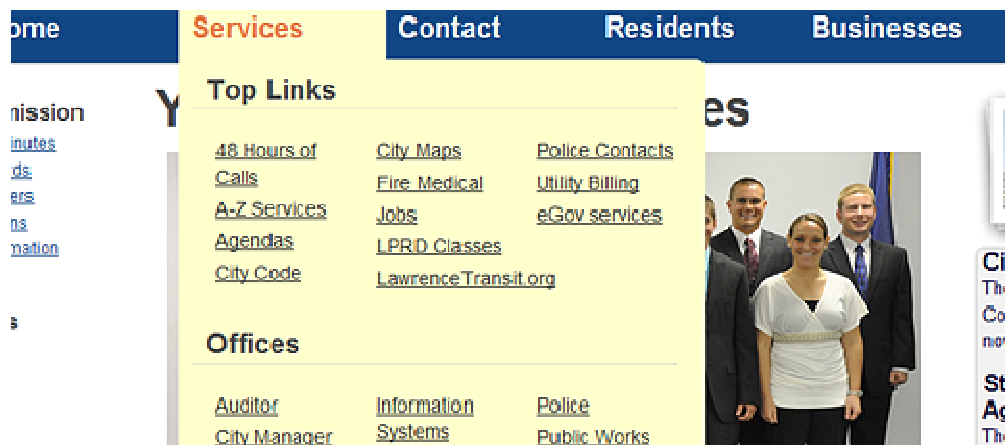 Services Contact Residents Businesses
Top Links
48 Hours of
Calls
A-Z Services
Agendas
City Code
City Maps
Fire Medical
Jobs
LPRD Classes
LawrenceTransit.org
Police Contacts
Utility Billing
eGov services
Offices
Auditor
City Manager
Information
Systems
Police
Public Works